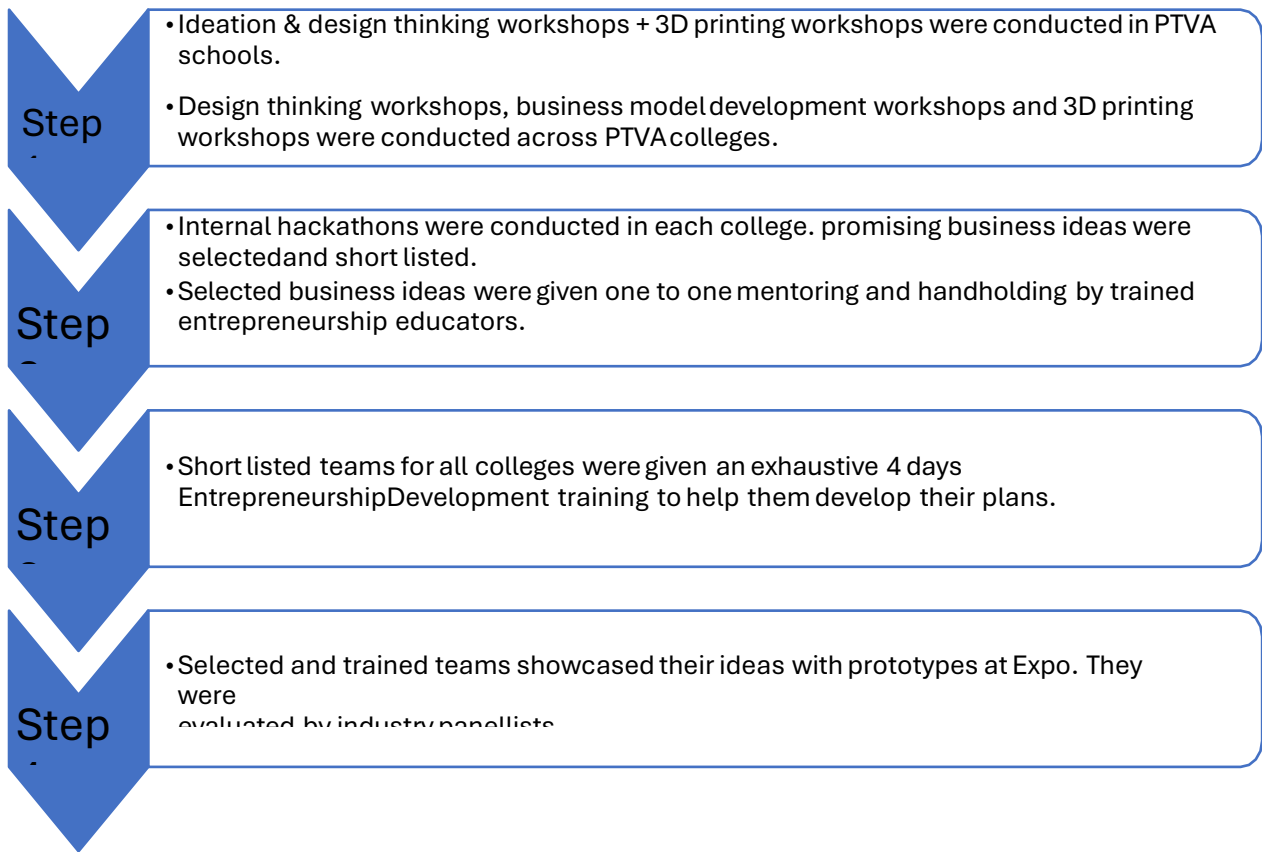 Step
• Ideation & design thinking workshops + 3D printing workshops were conducted in PTVA
schools.
• Design thinking workshops, business model development workshops and 3D printing
workshops were conducted across PTVA colleges.
Step
• Internal hackathons were conducted in each college. promising business ideas were
selectedand short listed.
• Selected business ideas were given one to one mentoring and handholding by trained
entrepreneurship educators.
Step
• Short listed teams for all colleges were given an exhaustive 4 days
EntrepreneurshipDevelopment training to help them develop their plans.
Step
• Selected and trained teams showcased their ideas with prototypes at Expo. They
were
evaluated by industry panellists